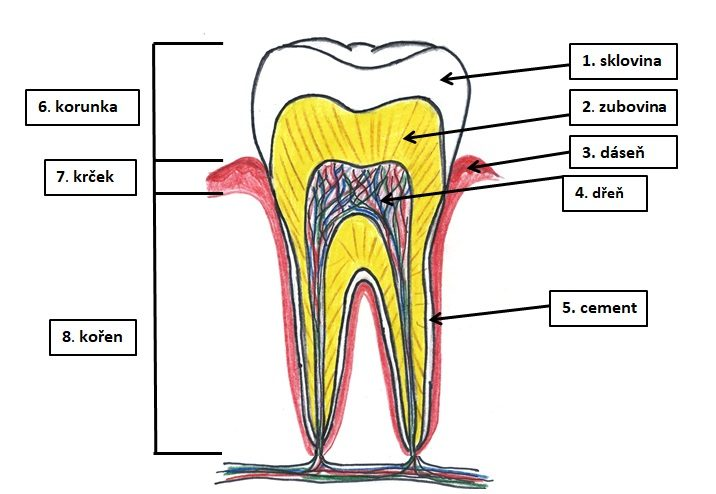 1. sklovina
2. zubovina
3. dáseň
4. dřeň
5. cement
6. korunka
7. krček
8. kořen